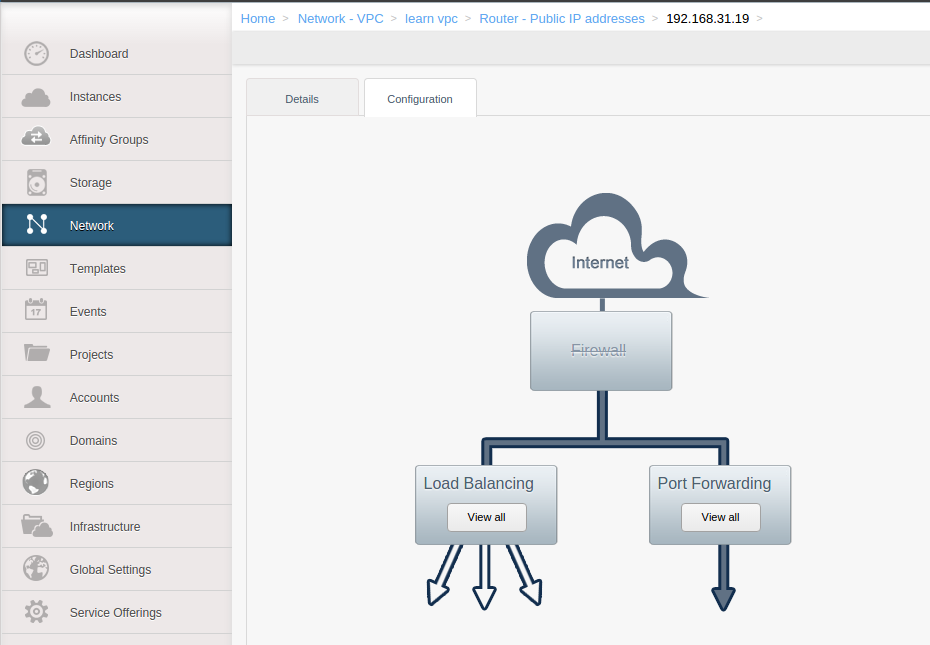 Home > Network - VPC > learn vpc > Router - Public IP addresses > 192.168.31.19 >
Dashboard
Instances
Affinity Groups
Storage
Network
Templates
17
Events
Projects
Accounts
Domains
Regions
Infrastructure
Global Settings
Service Offerings
Details
Configuration
Internet
Firewall
Load Balancing
View all
Port Forwarding
View all